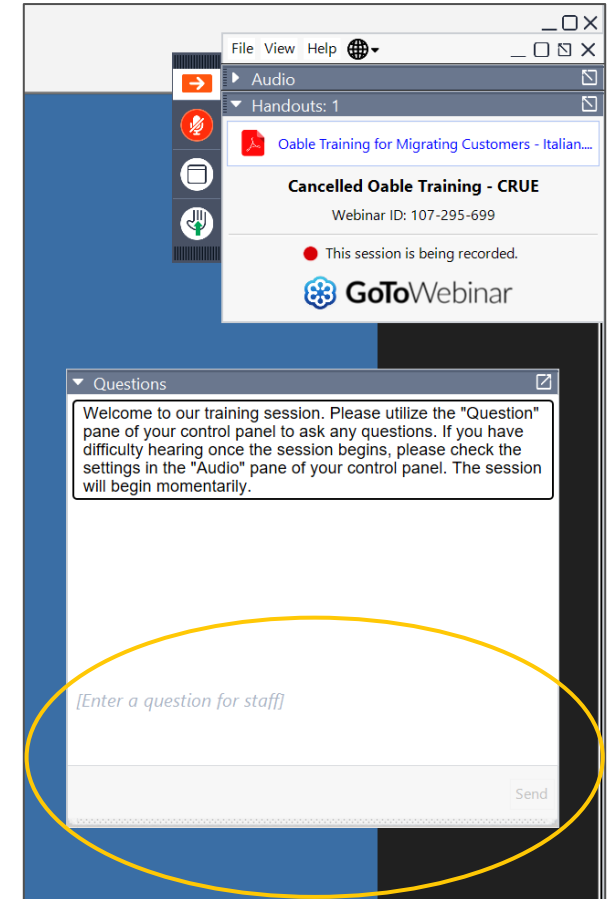 File View Help
Audio
Handouts: 1
Oable Training for Migrating Customers - Italian....
Cancelled Oable Training - CRUE
Webinar ID: 107-295-699
This session is being recorded.
GoToWebinar
Questions
Welcome to our training session. Please utilize the "Question"
pane of your control panel to ask any questions. If you have
difficulty hearing once the session begins, please check the
settings in the "Audio" pane of your control panel. The session
will begin momentarily.
[Enter a question for staff]
Send